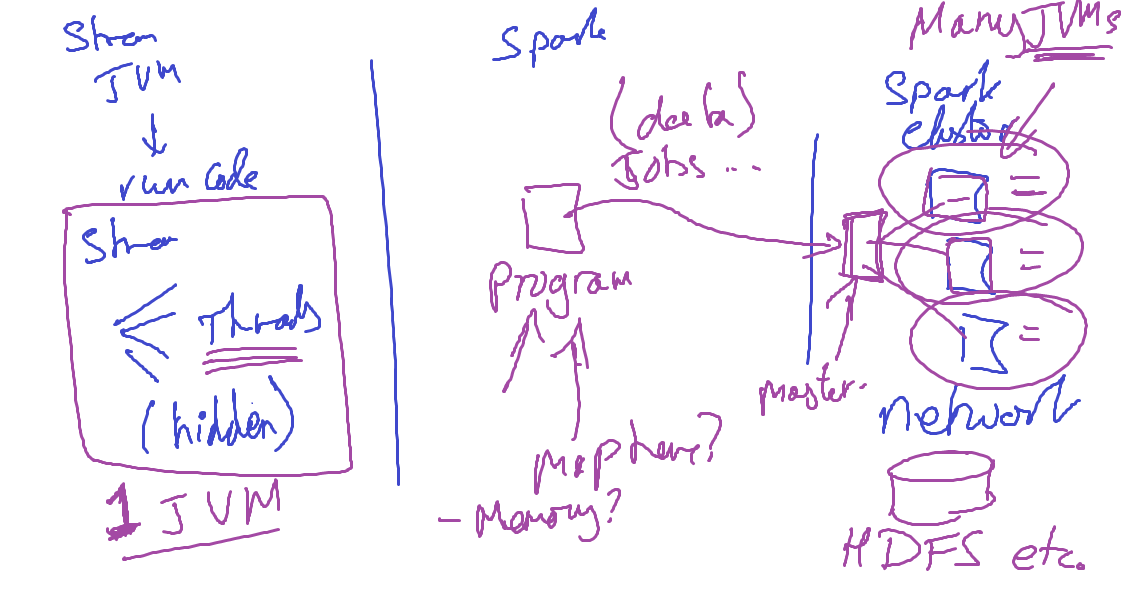 Stream
JVM
run code
Stream
Threads
(hidden)
1 JVM
Spark
(data)
Jobs ...
Program
Map here?
- Memory?
Many JVMs
Spark
cluster
Master.
network
HDFS etc.